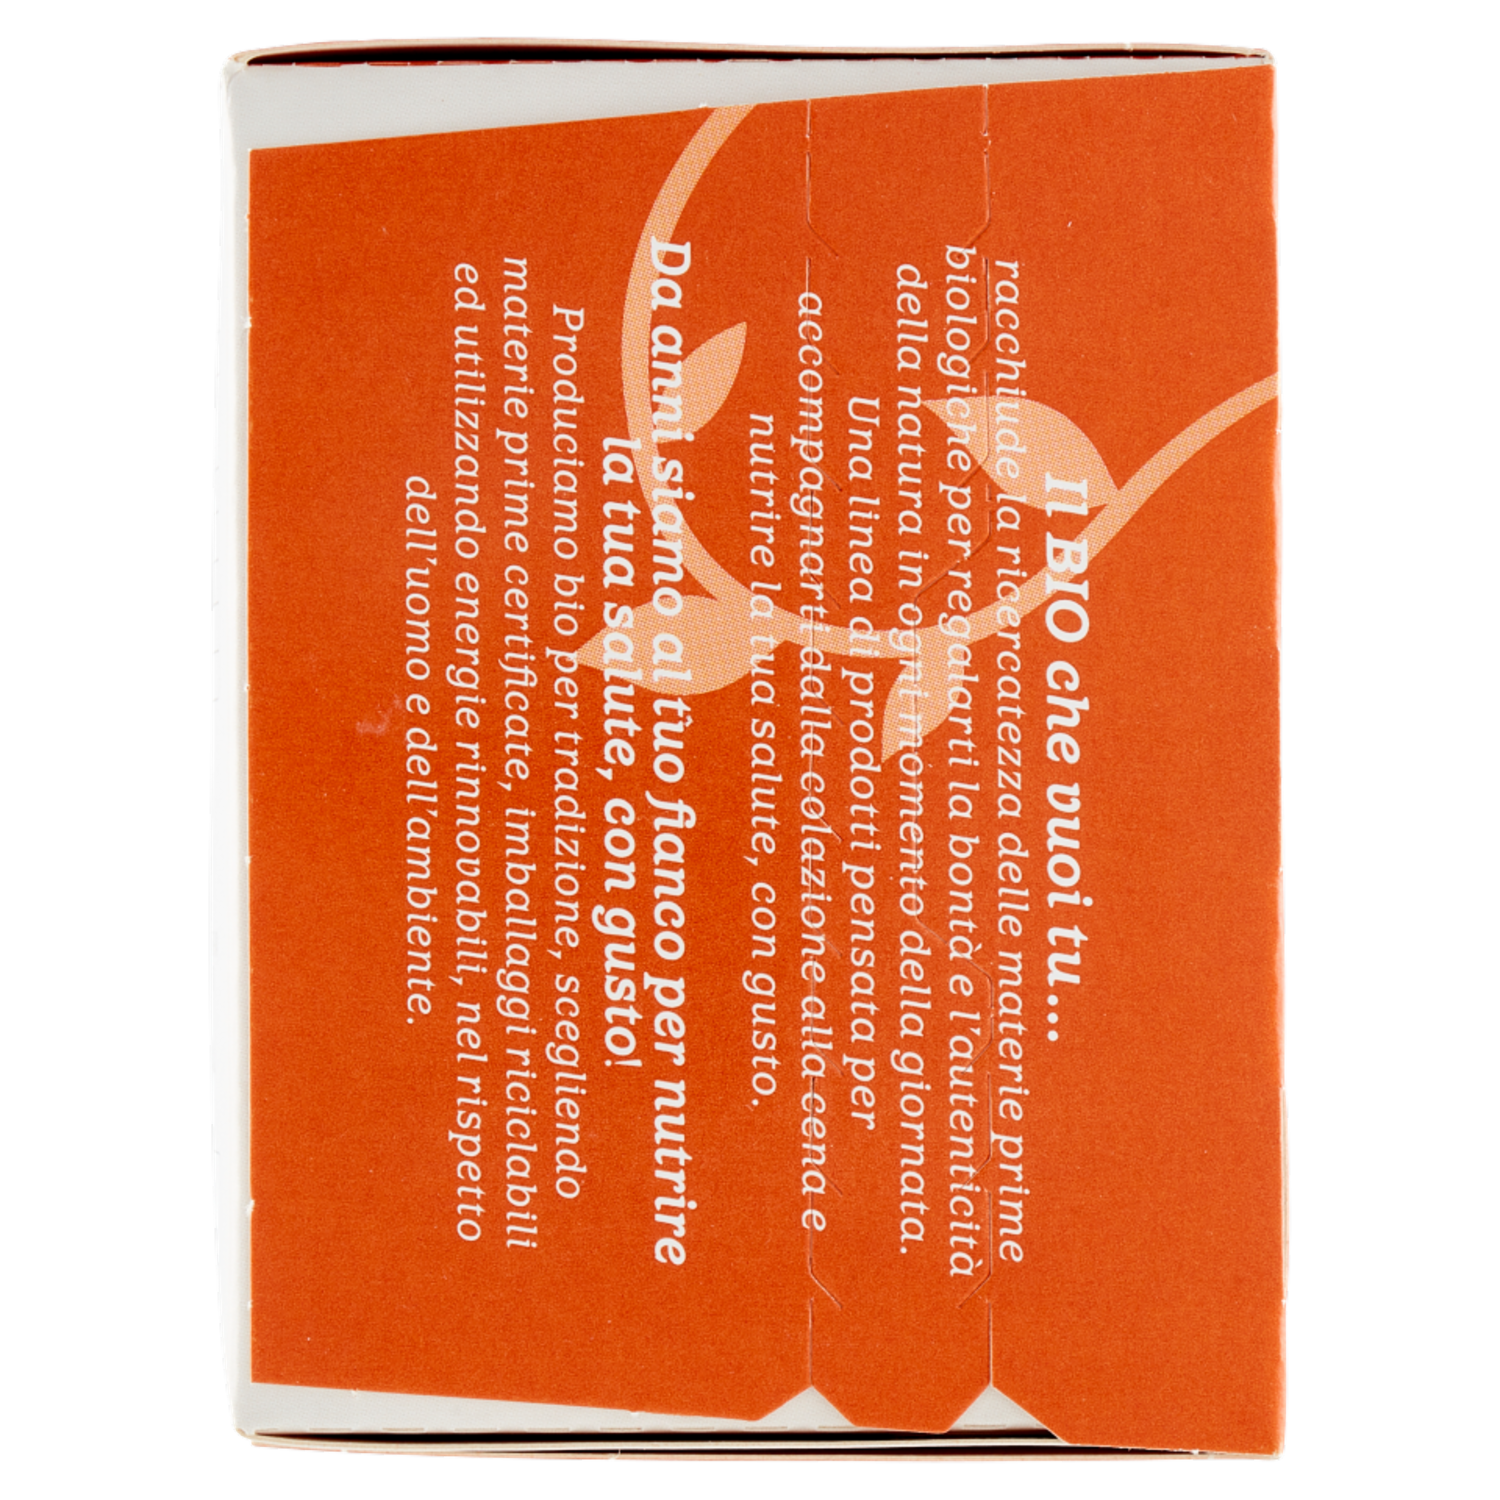 Il BIO che vuoi tu...
racchiude la ricercatezza delle materie prime
biologiche per regalarti la bontà e l'autenticità
della natura in ogni momento della giornata.
Una linea di prodotti pensata per
accompagnarti dalla colazione alla cena e
nutrire la tua salute, con gusto.
Da anni siamo al tuo fianco per nutrire
la tua salute, con gusto!
Produciamo bio per tradizione, scegliendo
materie prime certificate, imballaggi riciclabili
ed utilizzando energie rinnovabili, nel rispetto
dell'uomo e dell'ambiente.